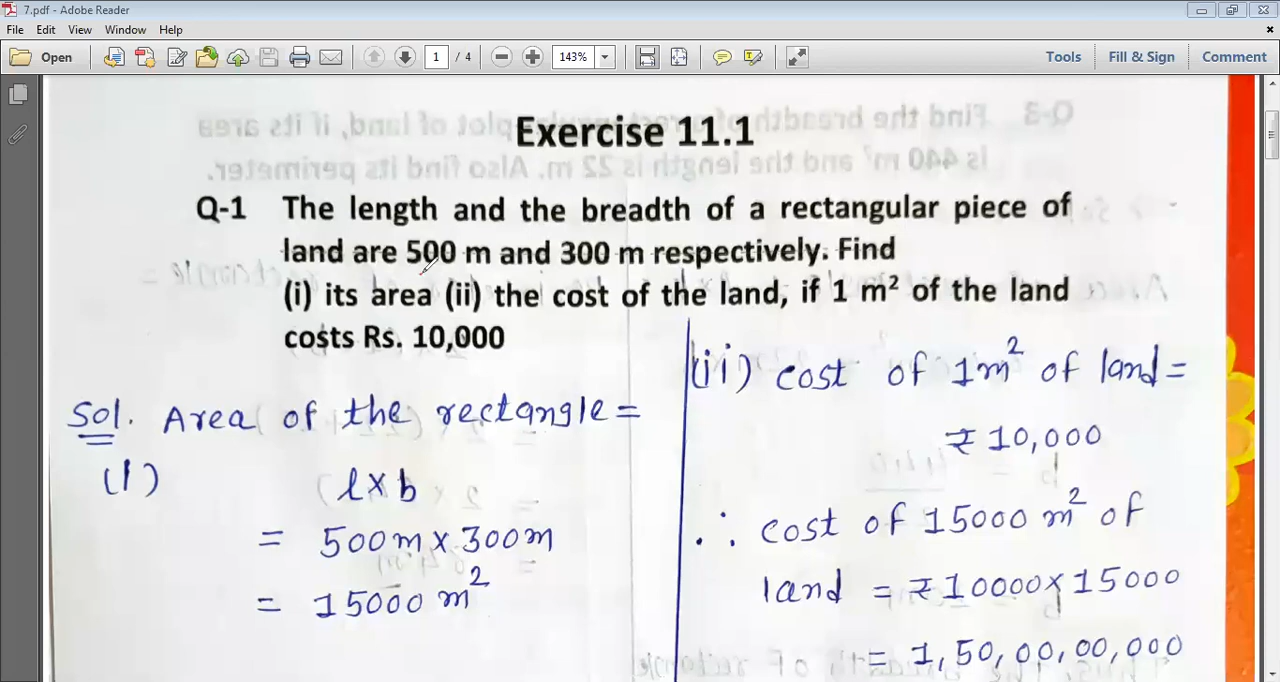 7.pdf - Adobe Reader
File Edit View Window Help
Open 1 / 4 143% Tools Fill & Sign Comment
Exercise 11.1
Q-1 The length and the breadth of a rectangular piece of
land are 500 m and 300 m respectively. Find
(i) its area (ii) the cost of the land, if 1 m² of the land
costs Rs. 10,000
Sol. Area of the rectangle =
(i)
l × b
= 500m × 300m
= 15000 m²
(ii) cost of 1m² of land =
₹ 10,000
∴ cost of 15000 m² of
land = ₹ 10000 × 15000
= 1,50,00,00,000